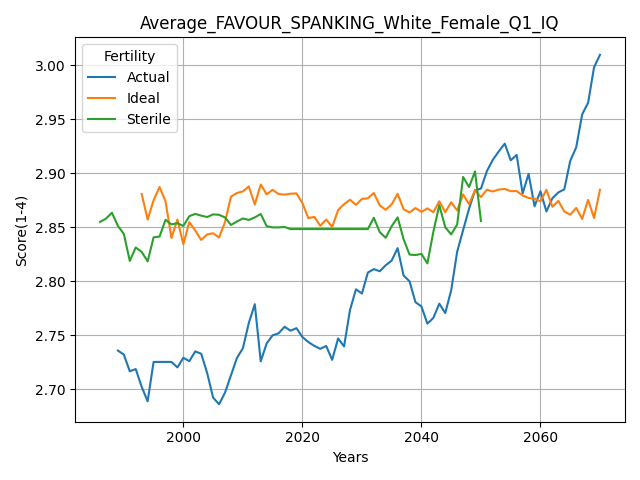 Average_FAVOUR_SPANKING_White_Female_Q1_IQ
Fertility
Actual
Ideal
Sterile
Score(1-4)
3.00
2.95
2.90
2.85
2.80
2.75
2.70
2000
2020
2040
2060
Years